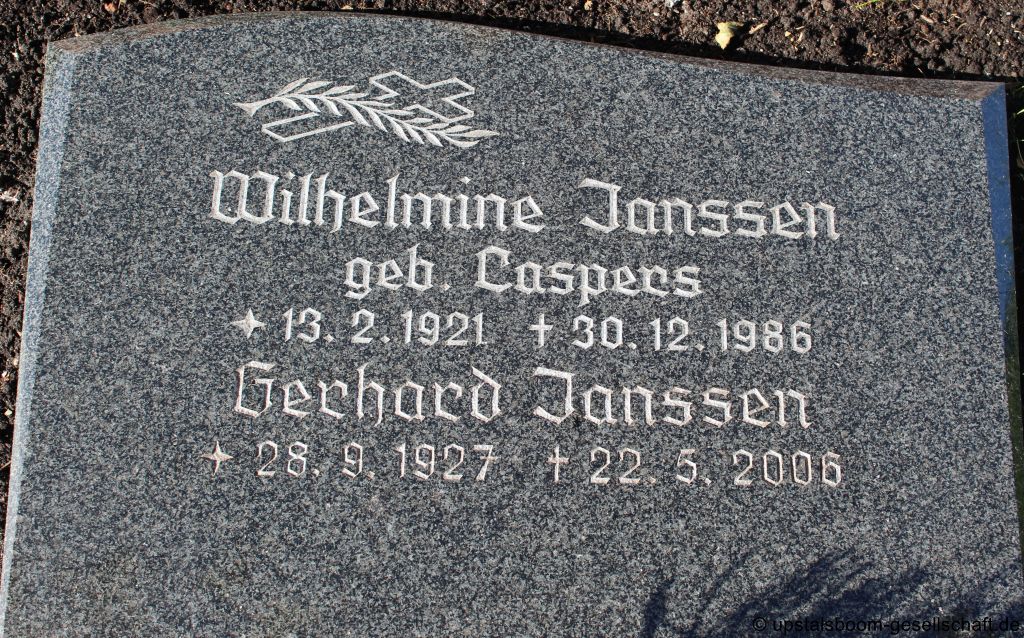 Wilhelmine Janssen
geb. Caspers
13. 2. 1921 † 30. 12. 1986
Gerhard Janssen
28. 9. 1927 † 22. 5. 2006
© upstalsboom-gesellschaft.de